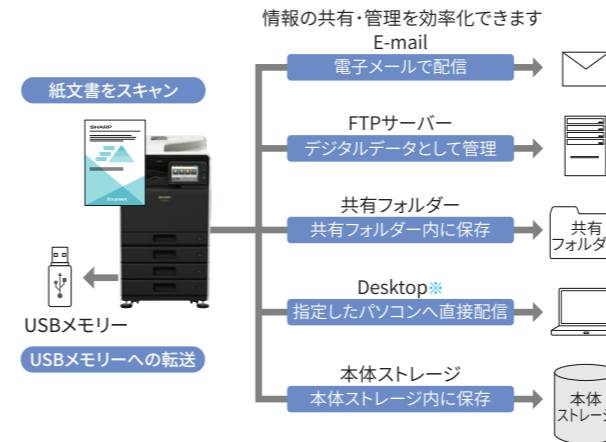 情報の共有・管理を効率化できます
E-mail
電子メールで配信
紙文書をスキャン
SHARP
Document
FTPサーバー
デジタルデータとして管理
共有フォルダー
共有フォルダー内に保存
共有
フォルダ
Desktop※
指定したパソコンへ直接配信
USBメモリー
USBメモリーへの転送
本体ストレージ
本体ストレージ内に保存
本体
ストレージ